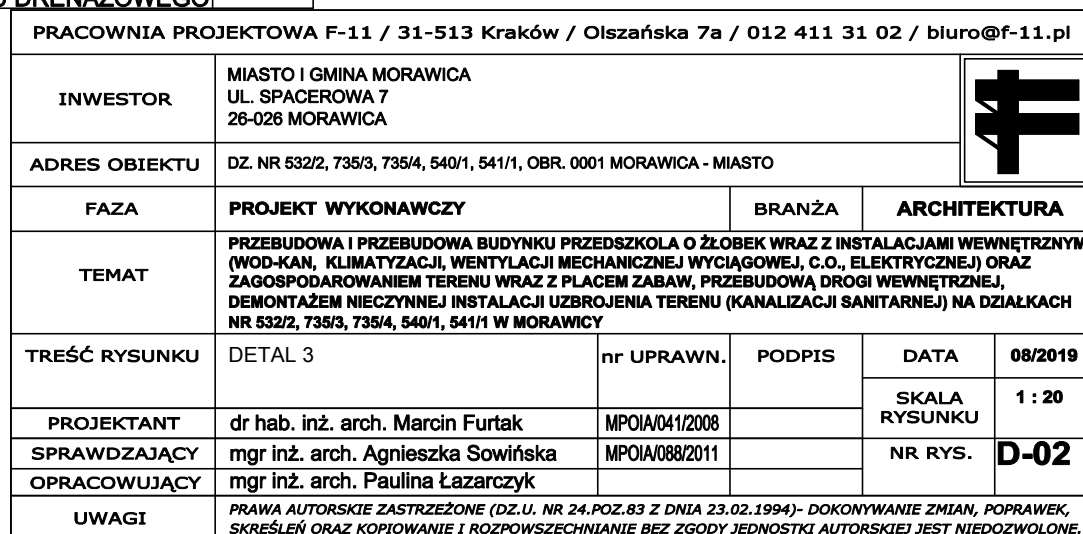 DRENAŻOWEGO
PRACOWNIA PROJEKTOWA F-11 / 31-513 Kraków / Olszańska 7a / 012 411 31 02 / biuro@f-11.pl
INWESTOR
MIASTO I GMINA MORAWICA
UL. SPACEROWA 7
26-026 MORAWICA
ADRES OBIEKTU
DZ. NR 532/2, 735/3, 735/4, 540/1, 541/1, OBR. 0001 MORAWICA - MIASTO
FAZA
PROJEKT WYKONAWCZY
BRANŻA
ARCHITEKTURA
TEMAT
PRZEBUDOWA I PRZEBUDOWA BUDYNKU PRZEDSZKOLA O ŻŁOBEK WRAZ Z INSTALACJAMI WEWNĘTRZNYM
(WOD-KAN, KLIMATYZACJI, WENTYLACJI MECHANICZNEJ WYCIĄGOWEJ, C.O., ELEKTRYCZNEJ) ORAZ
ZAGOSPODAROWANIEM TERENU WRAZ Z PLACEM ZABAW, PRZEBUDOWĄ DROGI WEWNĘTRZNEJ,
DEMONTAŻEM NIECZYNNEJ INSTALACJI UZBROJENIA TERENU (KANALIZACJI SANITARNEJ) NA DZIAŁKACH
NR 532/2, 735/3, 735/4, 540/1, 541/1 W MORAWICY
TREŚĆ RYSUNKU
DETAL 3
nr UPRAWN.
PODPIS
DATA
08/2019
SKALA
RYSUNKU
1 : 20
PROJEKTANT
dr hab. inż. arch. Marcin Furtak
MPOIA/041/2008
SPRAWDZAJĄCY
mgr inż. arch. Agnieszka Sowińska
MPOIA/088/2011
NR RYS.
D-02
OPRACOWUJĄCY
mgr inż. arch. Paulina Łazarczyk
UWAGI
PRAWA AUTORSKIE ZASTRZEŻONE (DZ.U. NR 24.POZ.83 Z DNIA 23.02.1994)- DOKONYWANIE ZMIAN, POPRAWEK,
SKREŚLEŃ ORAZ KOPIOWANIE I ROZPOWSZECHNIANIE BEZ ZGODY JEDNOSTKI AUTORSKIEJ JEST NIEDOZWOLONE.